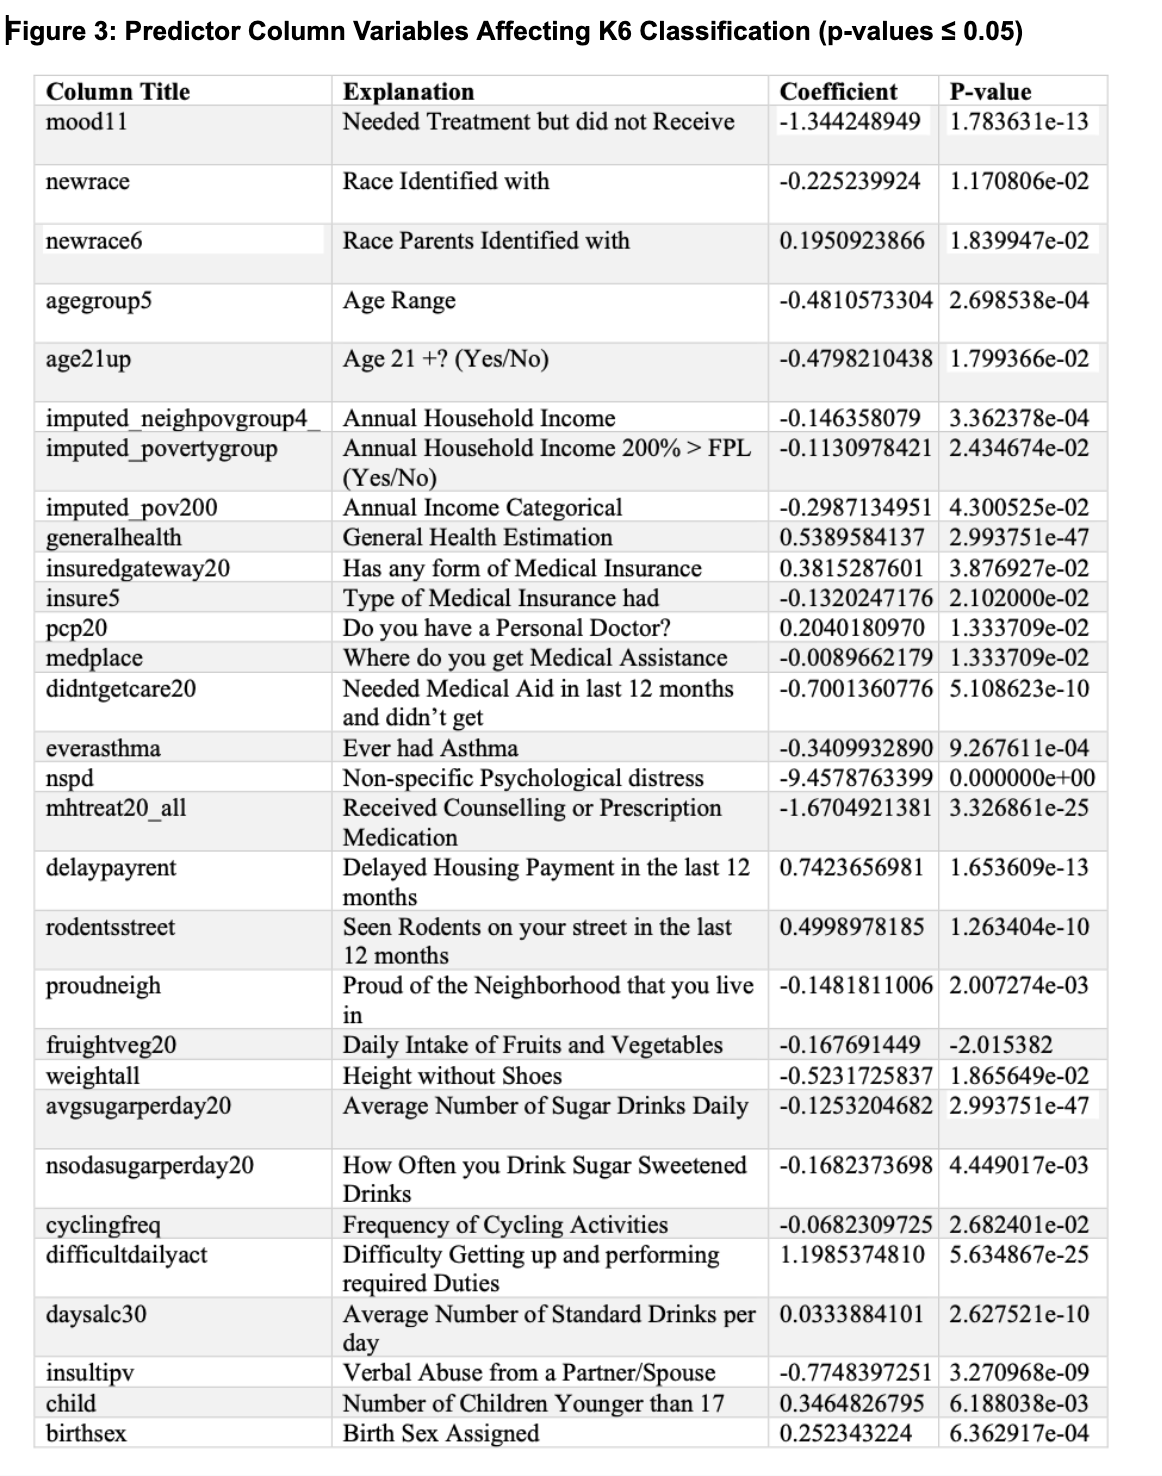 Figure 3: Predictor Column Variables Affecting K6 Classification (p-values ≤ 0.05)
Column Title Explanation Coefficient P-value
mood11 Needed Treatment but did not Receive -1.344248949 1.783631e-13
newrace Race Identified with -0.225239924 1.170806e-02
newrace6 Race Parents Identified with 0.1950923866 1.839947e-02
agegroup5 Age Range -0.4810573304 2.698538e-04
age21up Age 21 +? (Yes/No) -0.4798210438 1.799366e-02
imputed_neighpovgroup4_ Annual Household Income -0.146358079 3.362378e-04
imputed_povertygroup Annual Household Income 200% > FPL -0.1130978421 2.434674e-02
(Yes/No)
imputed_pov200 Annual Income Categorical -0.2987134951 4.300525e-02
generalhealth General Health Estimation 0.5389584137 2.993751e-47
insuredgateway20 Has any form of Medical Insurance 0.3815287601 3.876927e-02
insure5 Type of Medical Insurance had -0.1320247176 2.102000e-02
pcp20 Do you have a Personal Doctor? 0.2040180970 1.333709e-02
medplace Where do you get Medical Assistance -0.0089662179 1.333709e-02
didntgetcare20 Needed Medical Aid in last 12 months -0.7001360776 5.108623e-10
and didn’t get
everasthma Ever had Asthma -0.3409932890 9.267611e-04
nspd Non-specific Psychological distress -9.4578763399 0.000000e+00
mhtreat20_all Received Counselling or Prescription -1.6704921381 3.326861e-25
Medication
delaypayrent Delayed Housing Payment in the last 12 0.7423656981 1.653609e-13
months
rodentsstreet Seen Rodents on your street in the last 0.4998978185 1.263404e-10
12 months
proudneigh Proud of the Neighborhood that you live -0.1481811006 2.007274e-03
in
fruightveg20 Daily Intake of Fruits and Vegetables -0.167691449 -2.015382
weightall Height without Shoes -0.5231725837 1.865649e-02
avgsugarperday20 Average Number of Sugar Drinks Daily -0.1253204682 2.993751e-47
nsodasugarperday20 How Often you Drink Sugar Sweetened -0.1682373698 4.449017e-03
Drinks
cyclingfreq Frequency of Cycling Activities -0.0682309725 2.682401e-02
difficultdailyact Difficulty Getting up and performing 1.1985374810 5.634867e-25
required Duties
daysalc30 Average Number of Standard Drinks per 0.0333884101 2.627521e-10
day
insultipv Verbal Abuse from a Partner/Spouse -0.7748397251 3.270968e-09
child Number of Children Younger than 17 0.3464826795 6.188038e-03
birthsex Birth Sex Assigned 0.252343224 6.362917e-04